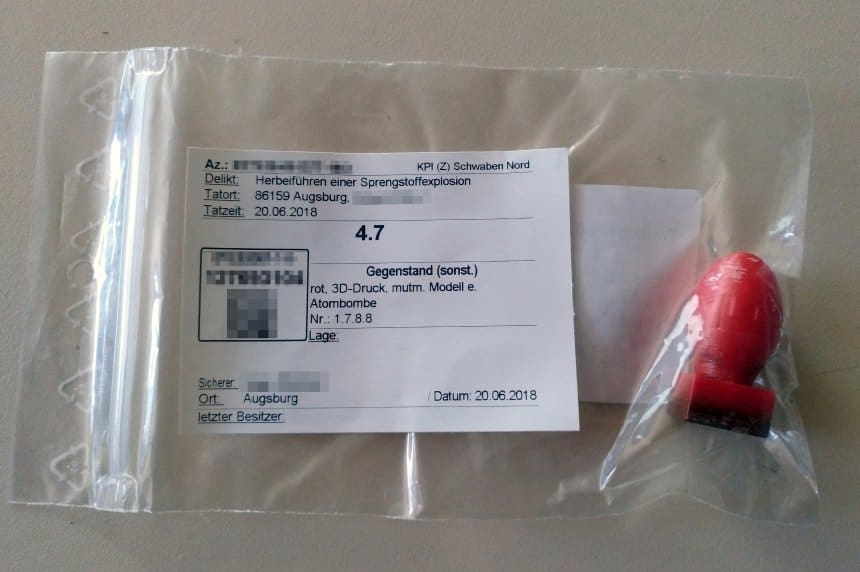 Az.: KPI (Z) Schwaben Nord
Delikt: Herbeiführen einer Sprengstoffexplosion
Tatort: 86159 Augsburg,
Tatzeit: 20.06.2018
4.7
Gegenstand (sonst.)
rot, 3D-Druck, mutm. Modell e.
Atombombe
Nr.: 1.7.8.8
Lage:
Sicherer:
Ort: Augsburg / Datum: 20.06.2018
letzter Besitzer: